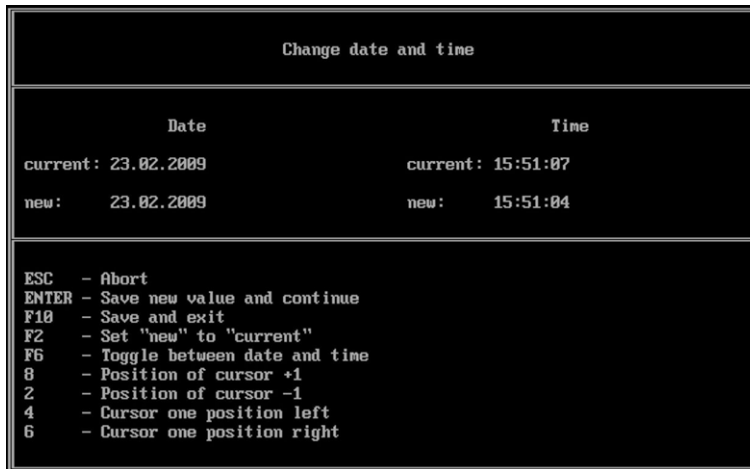 Change date and time
Date Time
current: 23.02.2009 current: 15:51:07
new: 23.02.2009 new: 15:51:04
ESC - Abort
ENTER - Save new value and continue
F10 - Save and exit
F2 - Set "new" to "current"
F6 - Toggle between date and time
8 - Position of cursor +1
2 - Position of cursor -1
4 - Cursor one position left
6 - Cursor one position right